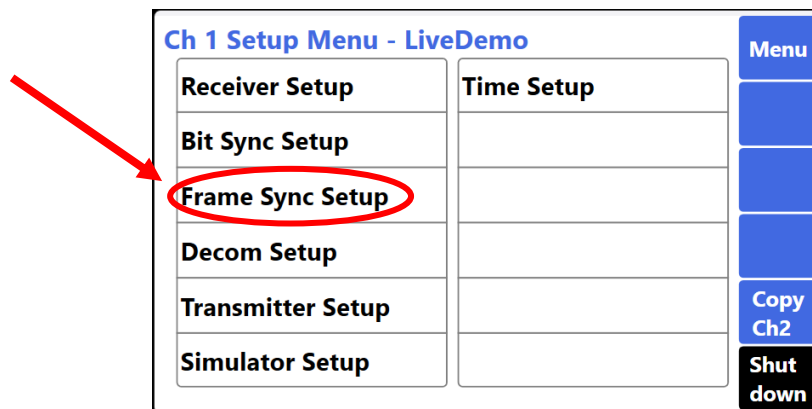 Ch 1 Setup Menu - LiveDemo
Receiver Setup
Bit Sync Setup
Frame Sync Setup
Decom Setup
Transmitter Setup
Simulator Setup
Time Setup
Menu
Copy
Ch2
Shut
down